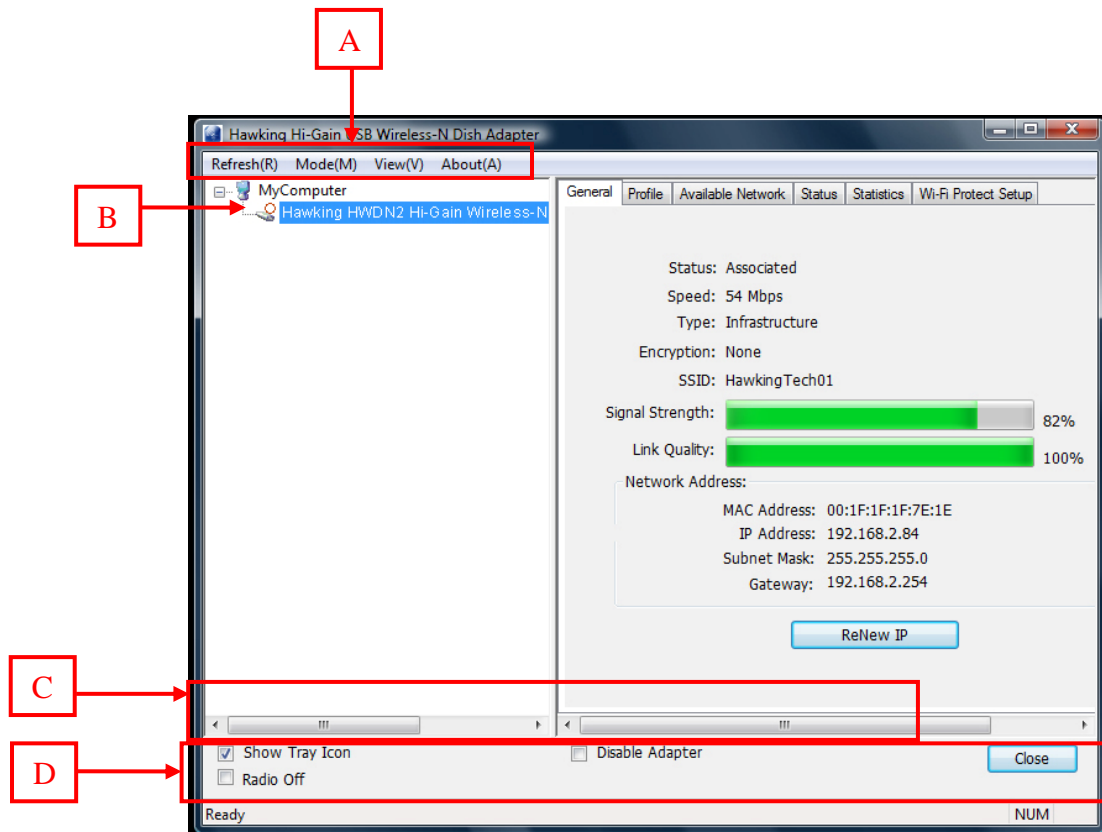 A
Hawking Hi-Gain USB Wireless-N Dish Adapter
Refresh(R) Mode(M) View(V) About(A)
B
MyComputer
Hawking HWDN2 Hi-Gain Wireless-N
General Profile Available Network Status Statistics Wi-Fi Protect Setup
Status: Associated
Speed: 54 Mbps
Type: Infrastructure
Encryption: None
SSID: HawkingTech01
Signal Strength: 82%
Link Quality: 100%
Network Address:
MAC Address: 00:1F:1F:1F:7E:1E
IP Address: 192.168.2.84
Subnet Mask: 255.255.255.0
Gateway: 192.168.2.254
ReNew IP
C
D
Show Tray Icon Disable Adapter Close
Radio Off
Ready NUM